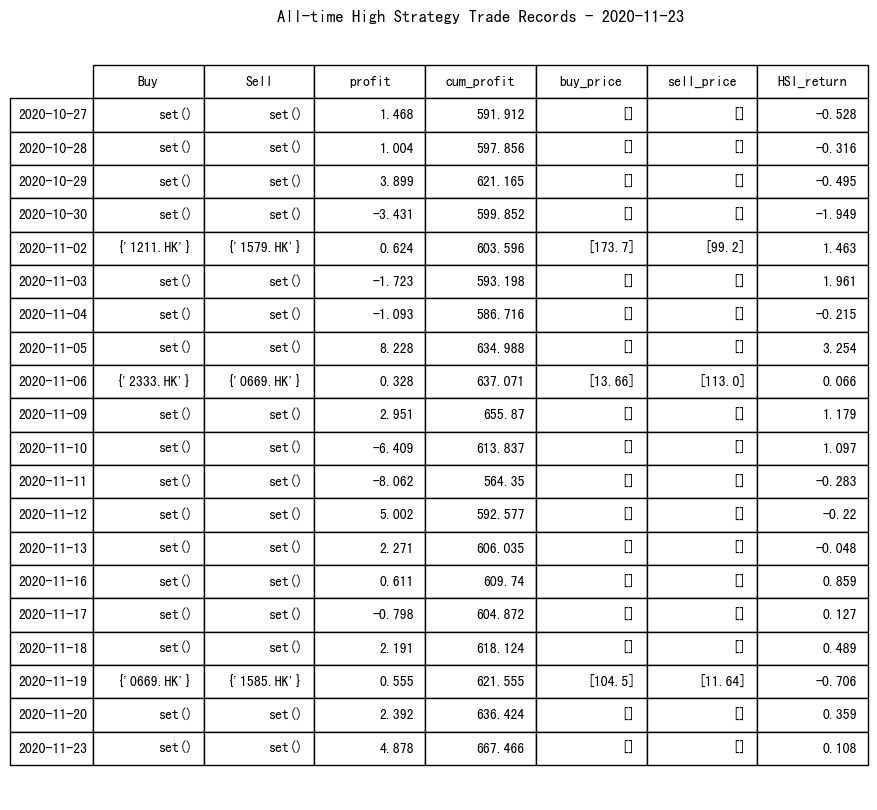 All-time High Strategy Trade Records - 2020-11-23
Buy Sell profit cum_profit buy_price sell_price HSI_return
2020-10-27 set() set() 1.468 591.912 [] [] -0.528
2020-10-28 set() set() 1.004 597.856 [] [] -0.316
2020-10-29 set() set() 3.899 621.165 [] [] -0.495
2020-10-30 set() set() -3.431 599.852 [] [] -1.949
2020-11-02 {'1211.HK'} {'1579.HK'} 0.624 603.596 [173.7] [99.2] 1.463
2020-11-03 set() set() -1.723 593.198 [] [] 1.961
2020-11-04 set() set() -1.093 586.716 [] [] -0.215
2020-11-05 set() set() 8.228 634.988 [] [] 3.254
2020-11-06 {'2333.HK'} {'0669.HK'} 0.328 637.071 [13.66] [113.0] 0.066
2020-11-09 set() set() 2.951 655.87 [] [] 1.179
2020-11-10 set() set() -6.409 613.837 [] [] 1.097
2020-11-11 set() set() -8.062 564.35 [] [] -0.283
2020-11-12 set() set() 5.002 592.577 [] [] -0.22
2020-11-13 set() set() 2.271 606.035 [] [] -0.048
2020-11-16 set() set() 0.611 609.74 [] [] 0.859
2020-11-17 set() set() -0.798 604.872 [] [] 0.127
2020-11-18 set() set() 2.191 618.124 [] [] 0.489
2020-11-19 {'0669.HK'} {'1585.HK'} 0.555 621.555 [104.5] [11.64] -0.706
2020-11-20 set() set() 2.392 636.424 [] [] 0.359
2020-11-23 set() set() 4.878 667.466 [] [] 0.108